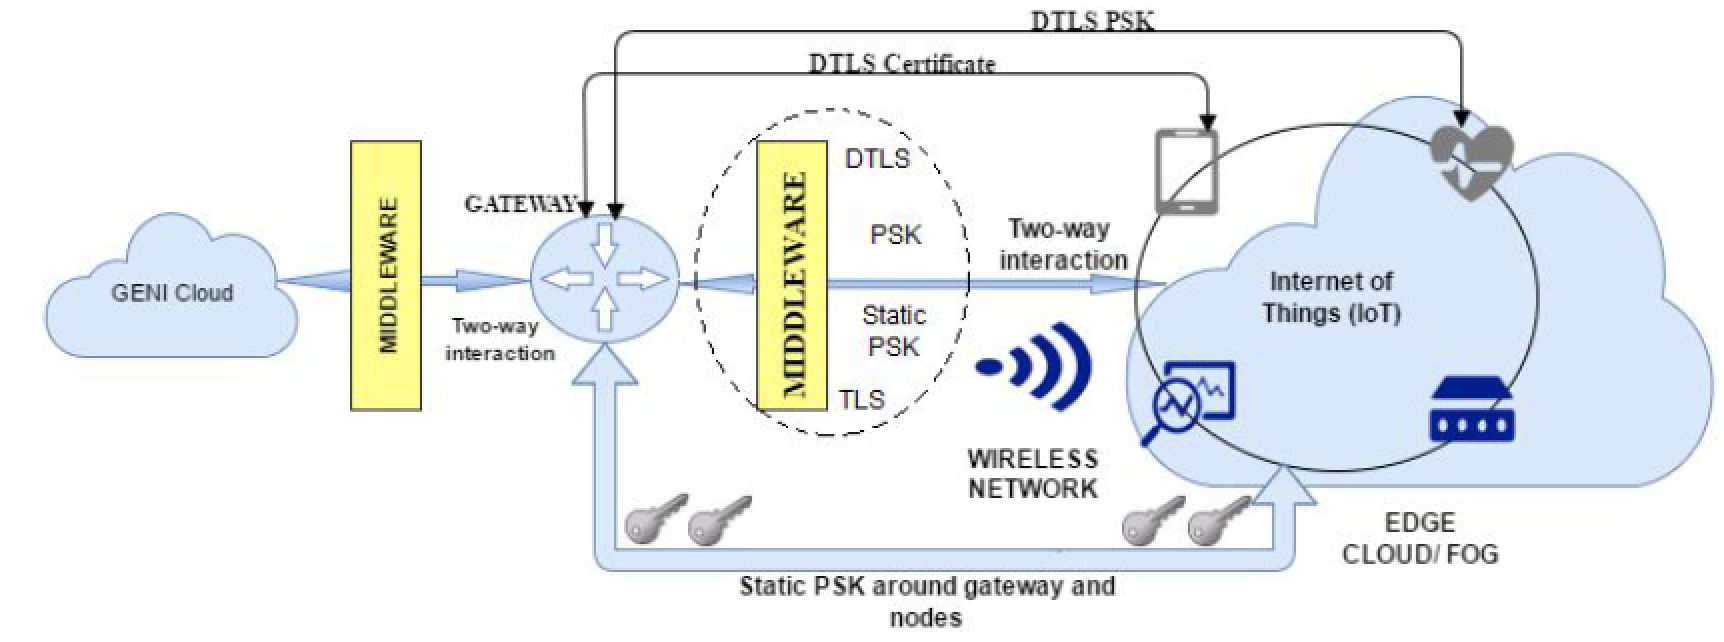 DTLS PSK
DTLS Certificate
DTLS
MIDDLEWARE
MIDDLEWARE
GATEWAY
PSK
Two-way
interaction
GENI Cloud
Internet of
Things (IoT)
Two-way
interaction
Static
PSK
TLS
WIRELESS
NETWORK
EDGE
CLOUD/ FOG
Static PSK around gateway and
nodes